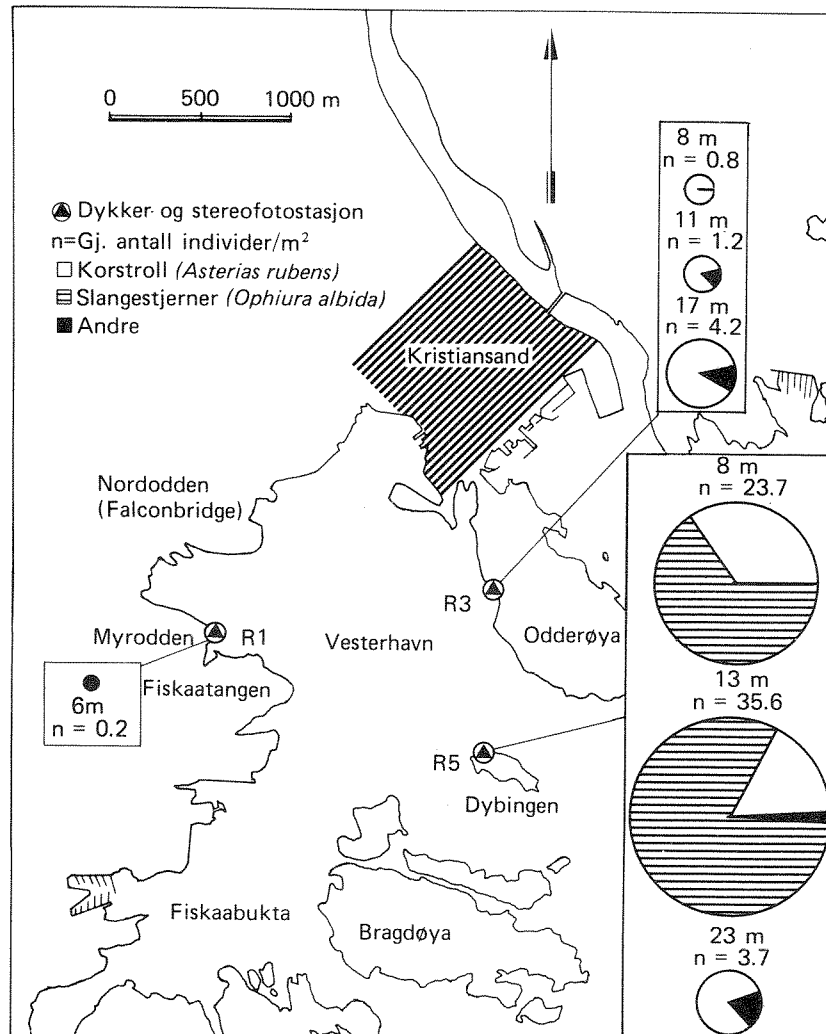 0 500 1000 m
Dykker- og stereofotostasjon
n=Gj. antall individer/m²
Korstroll (Asterias rubens)
Slangestjerner (Ophiura albida)
Andre
8 m
n = 0.8
11 m
n = 1.2
17 m
n = 4.2
Kristiansand
Nordodden
(Falconbridge)
8 m
n = 23.7
R3
Myrodden R1
Vesterhavn
Odderøya
Fiskaatangen
6m
n = 0.2
13 m
n = 35.6
R5
Dybingen
Fiskaabukta
Bragdøya
23 m
n = 3.7